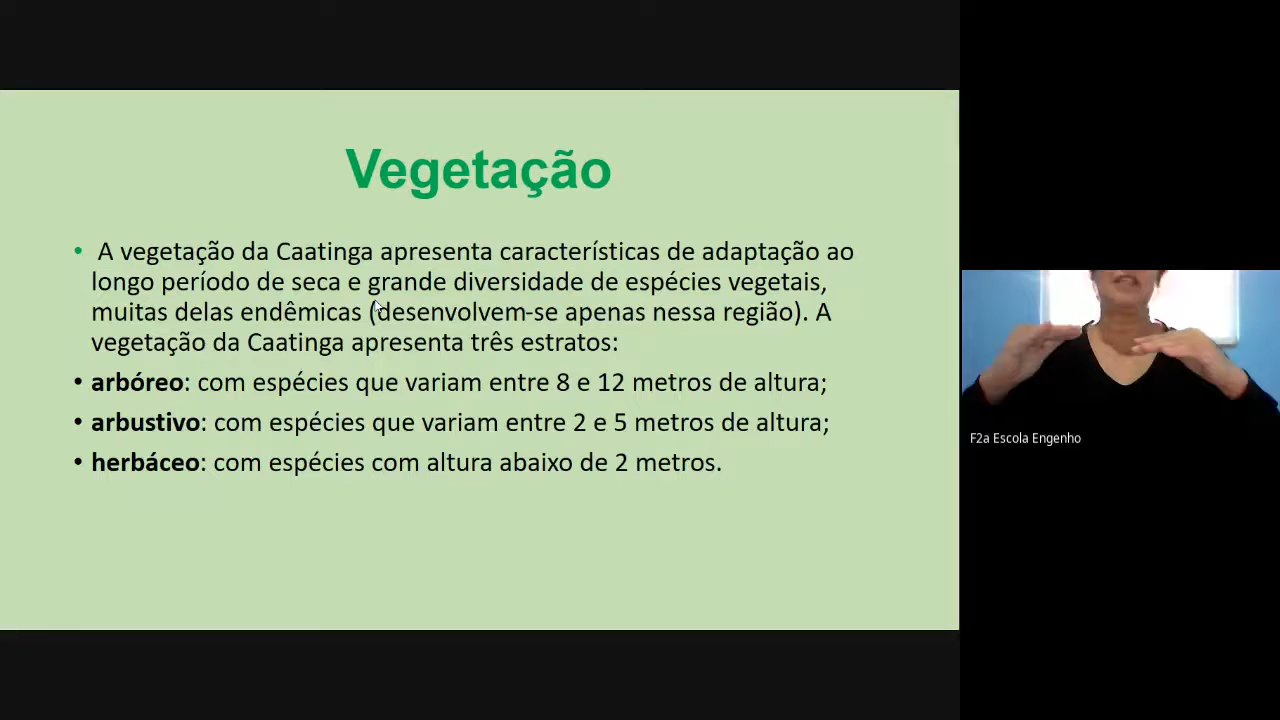 Vegetação
• A vegetação da Caatinga apresenta características de adaptação ao
longo período de seca e grande diversidade de espécies vegetais,
muitas delas endêmicas (desenvolvem-se apenas nessa região). A
vegetação da Caatinga apresenta três estratos:
• arbóreo: com espécies que variam entre 8 e 12 metros de altura;
• arbustivo: com espécies que variam entre 2 e 5 metros de altura;
• herbáceo: com espécies com altura abaixo de 2 metros.
F2a Escola Engenho